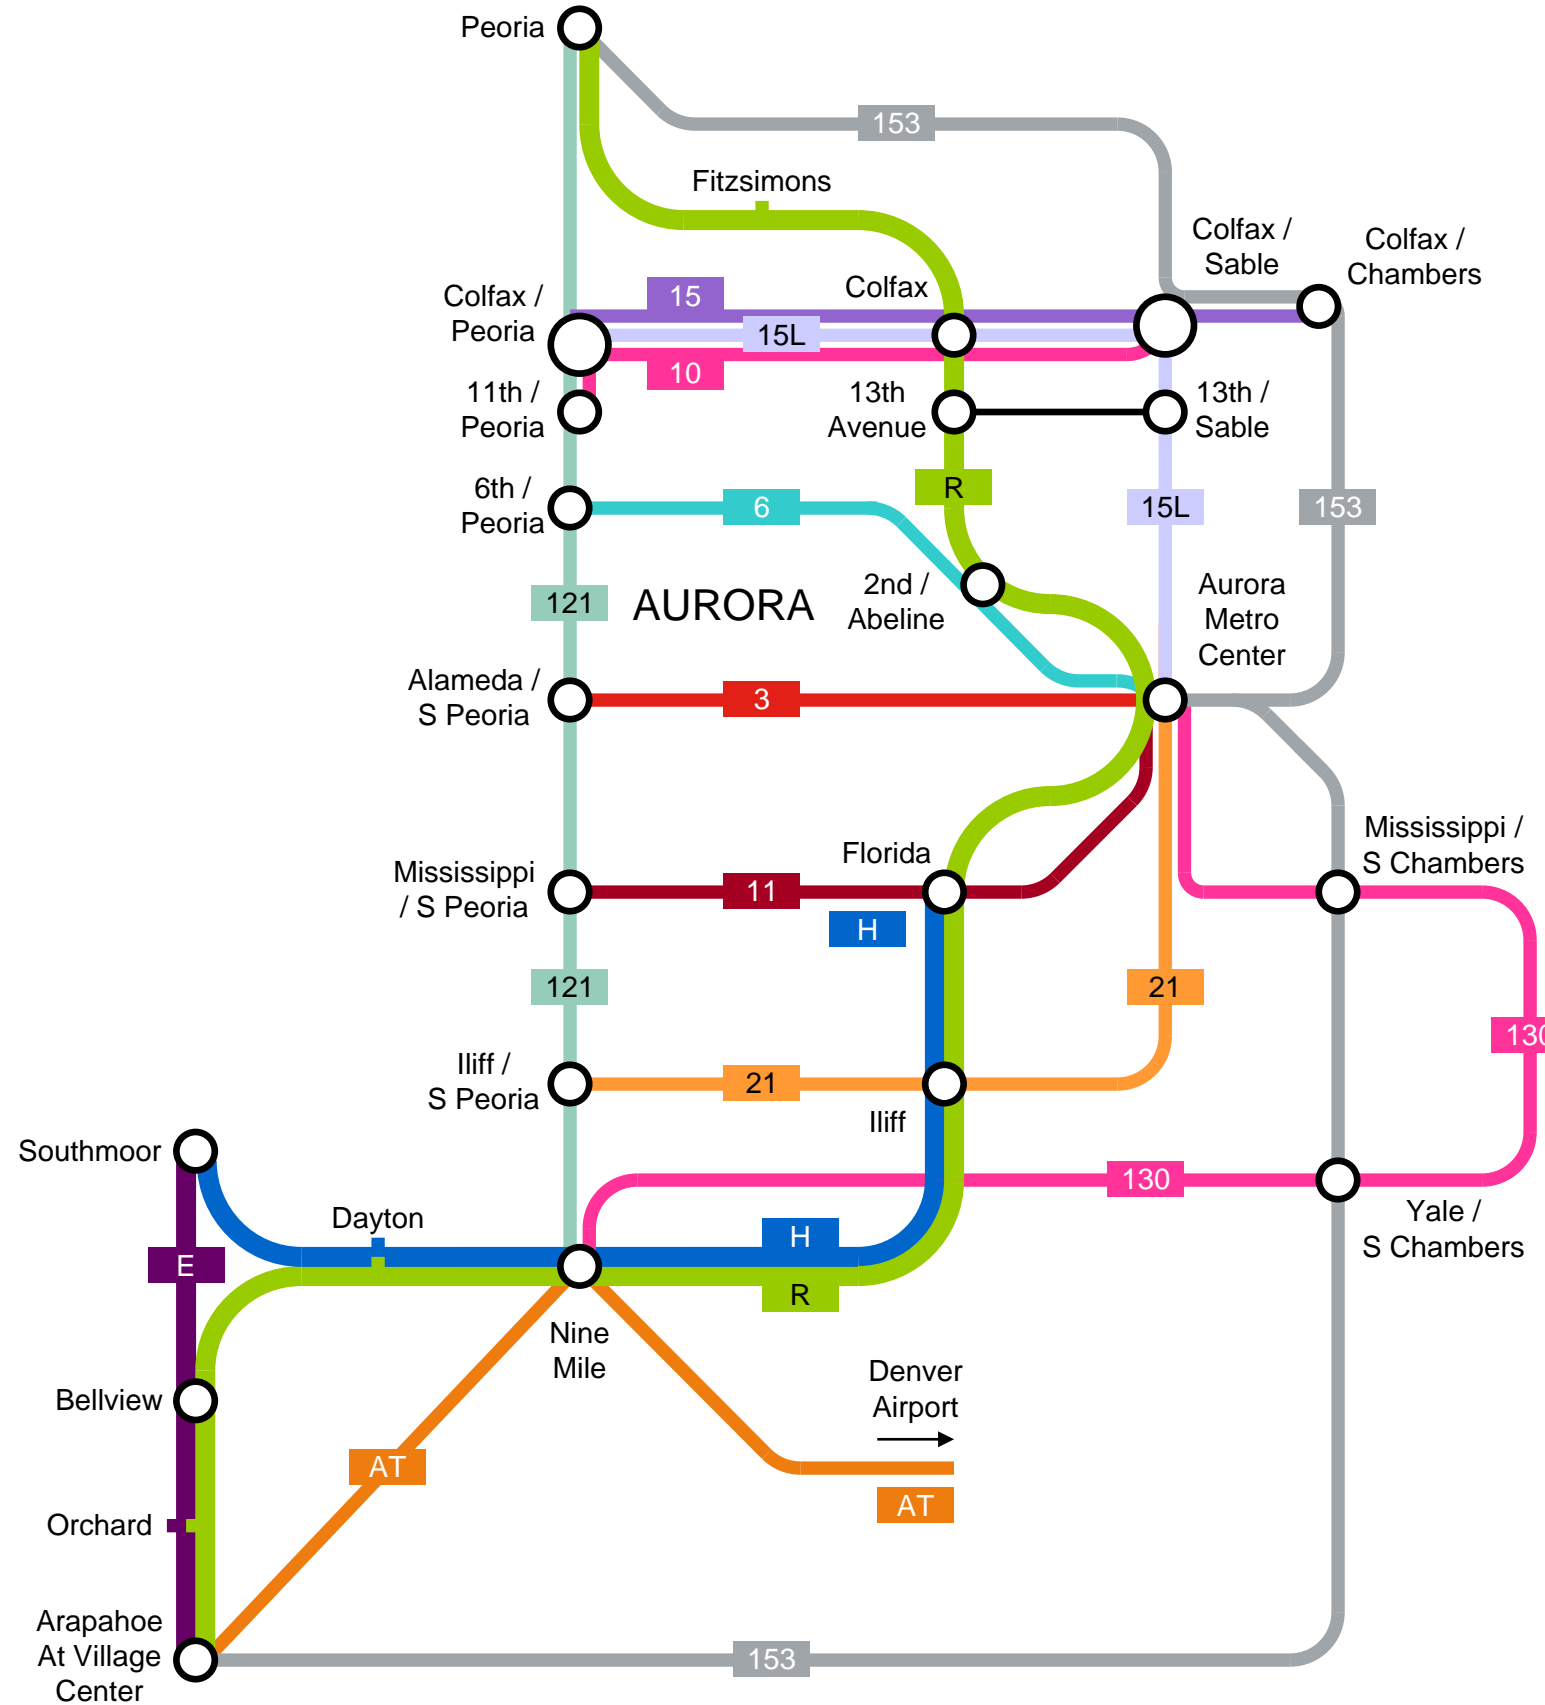 Peoria
153
Fitzsimons
Colfax /
Sable
Colfax /
Chambers
Colfax /
Peoria
15
Colfax
15L
10
11th /
Peoria
13th
Avenue
13th /
Sable
6th /
Peoria
6
R
15L
153
121
AURORA
2nd /
Abeline
Aurora
Metro
Center
Alameda /
S Peoria
3
Mississippi
/ S Peoria
11
Florida
H
Mississippi /
S Chambers
121
21
130
Iliff /
S Peoria
21
Iliff
Southmoor
Dayton
130
Yale /
S Chambers
E
H
R
Nine
Mile
Bellview
Denver
Airport
AT
AT
Orchard
Arapahoe
At Village
Center
153